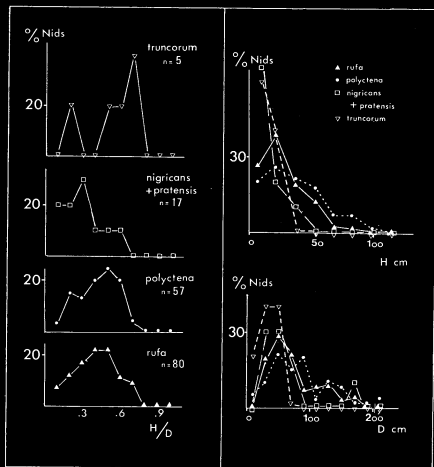 % Nids
truncorum
n = 5
20
nigricans
+ pratensis
n = 17
20
polyctena
n = 57
20
rufa
n = 80
20
.3 .6 .9
H/D
% Nids
rufa
polyctena
nigricans
+ pratensis
truncorum
30
0 50 100
H cm
% Nids
30
0 100 200
D cm